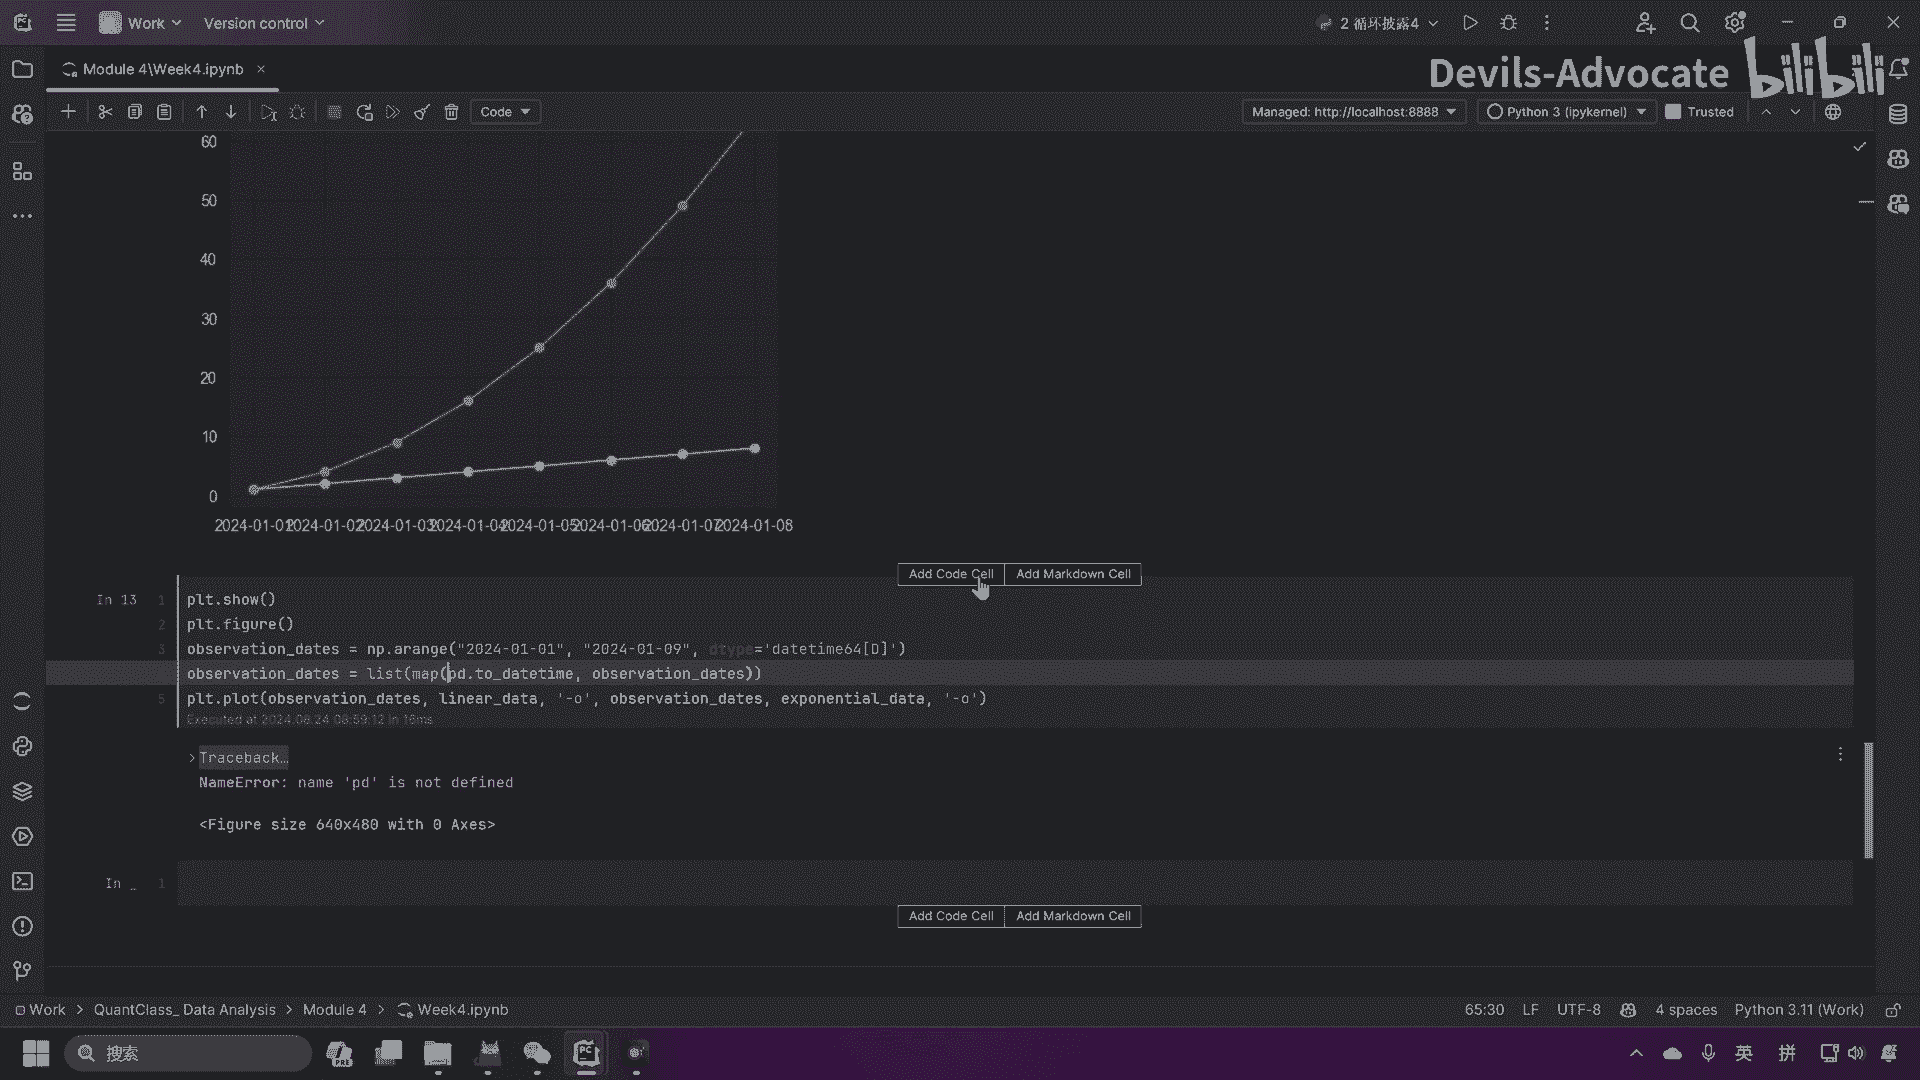 Work
Version control
2 循环披露4
Module 4\Week4.ipynb
Devils-Advocate
bilibili
Code
Managed: http://localhost:8888
Python 3 (ipykernel)
Trusted
60
50
40
30
20
10
0
2024-01-01
2024-01-02
2024-01-03
2024-01-04
2024-01-05
2024-01-06
2024-01-07
2024-01-08
Add Code Cell
Add Markdown Cell
In 13
1 plt.show()
2 plt.figure()
3 observation_dates = np.arange("2024-01-01", "2024-01-09", dtype='datetime64[D]')
observation_dates = list(map(pd.to_datetime, observation_dates))
5 plt.plot(observation_dates, linear_data, '-o', observation_dates, exponential_data, '-o')
Executed at 2024.08.24 08:59:12 in 16ms
Traceback…
NameError: name 'pd' is not defined
<Figure size 640x480 with 0 Axes>
In _ 1
Add Code Cell
Add Markdown Cell
Work > QuantClass_ Data Analysis > Module 4 > Week4.ipynb
65:30 LF UTF-8 4 spaces Python 3.11 (Work)
搜索
PRE
PC
英
拼